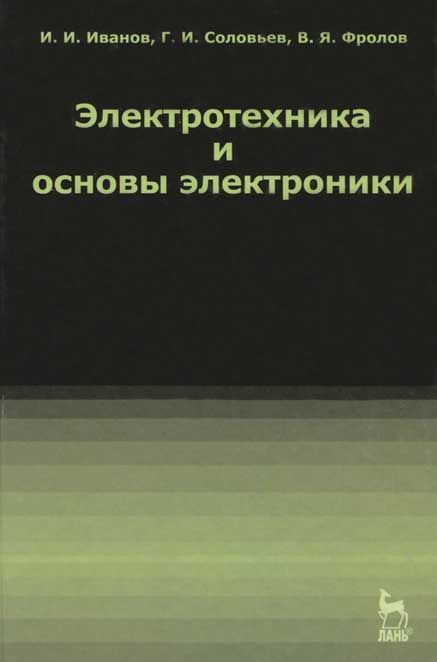 И. И. Иванов, Г. И. Соловьев, В. Я. Фролов
Электротехника
и
основы электроники
ЛАНЬ®